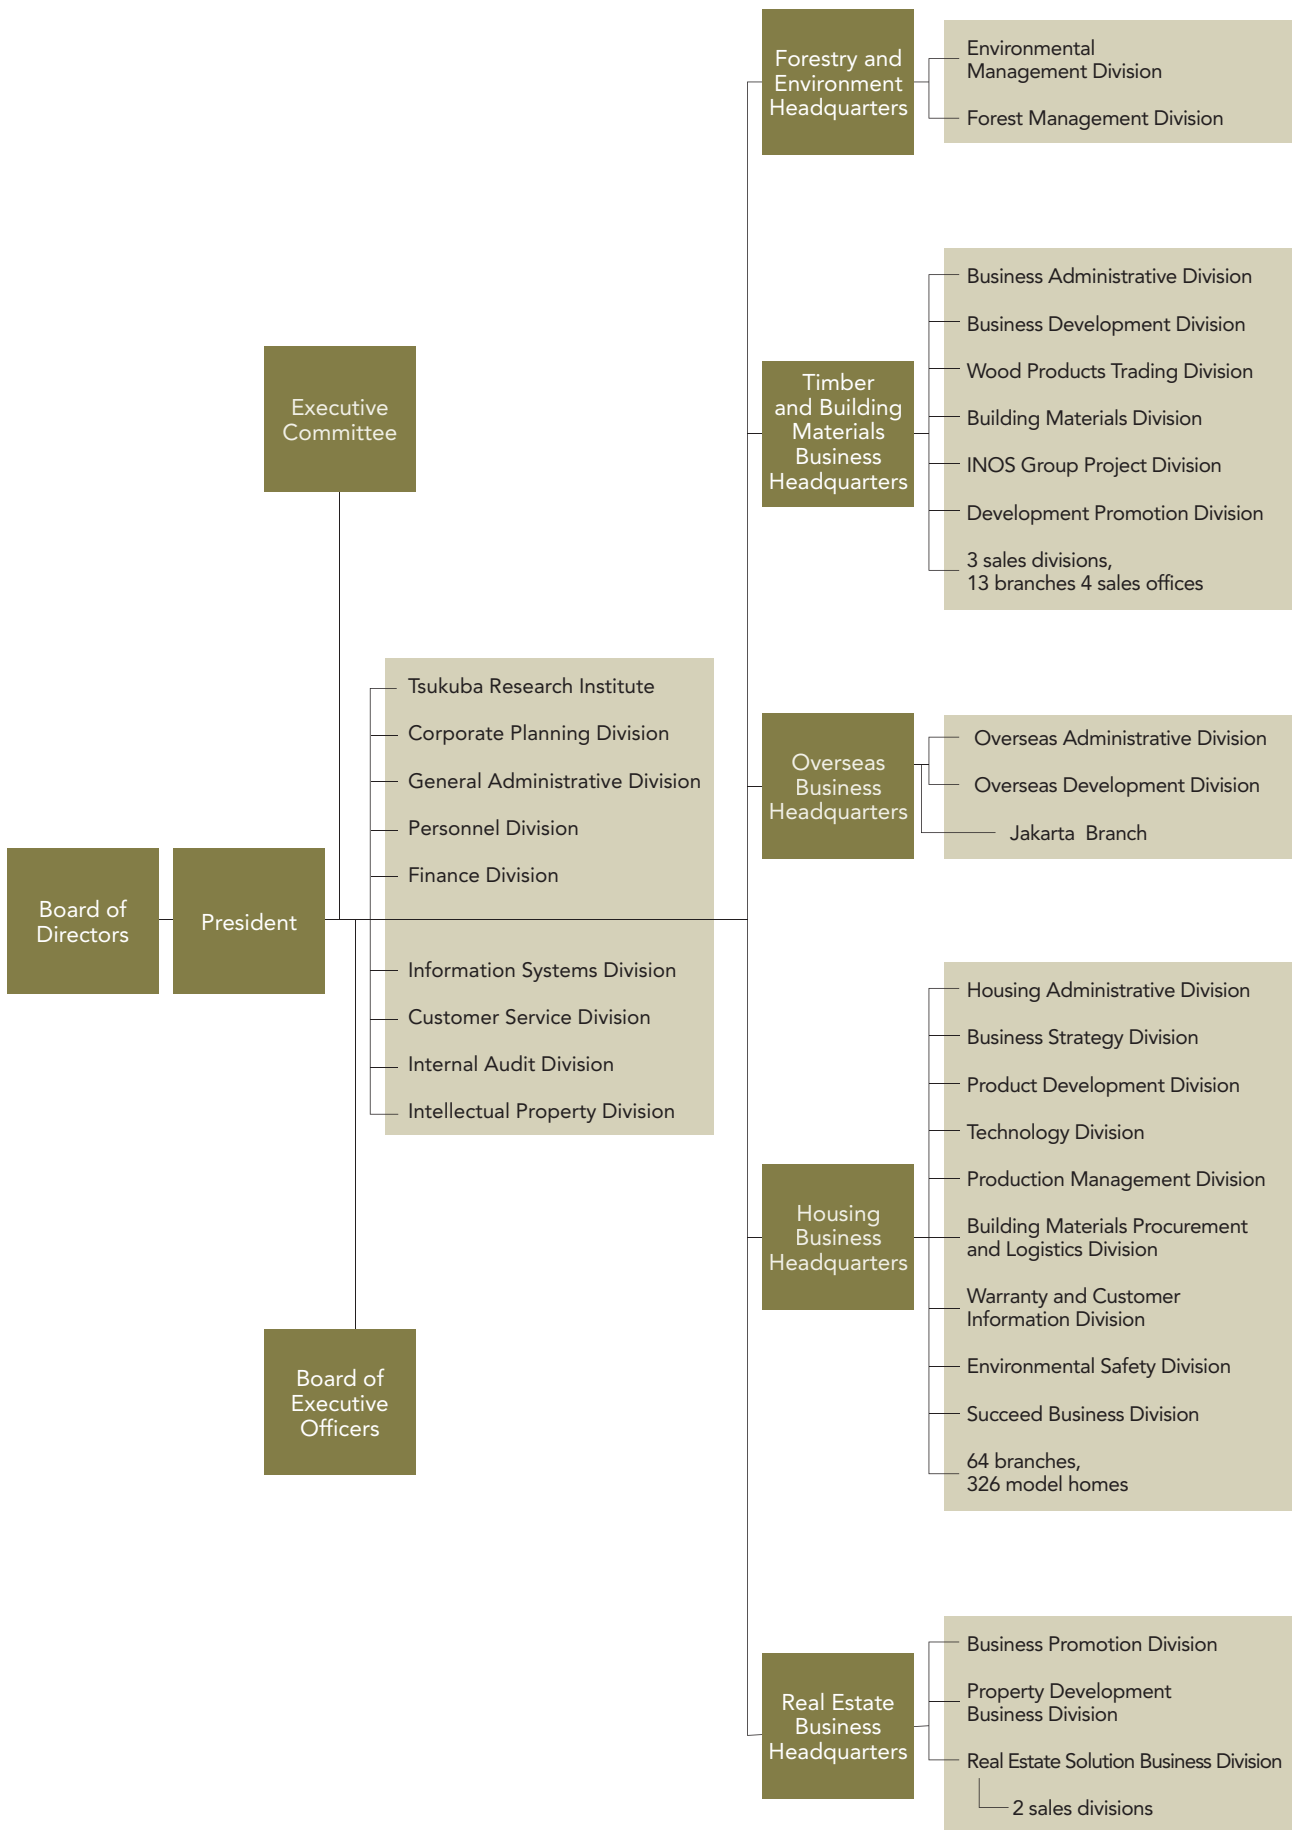 Board of
Directors
President
Executive
Committee
Board of
Executive
Officers
Tsukuba Research Institute
Corporate Planning Division
General Administrative Division
Personnel Division
Finance Division
Information Systems Division
Customer Service Division
Internal Audit Division
Intellectual Property Division
Forestry and
Environment
Headquarters
Environmental
Management Division
Forest Management Division
Timber
and Building
Materials
Business
Headquarters
Business Administrative Division
Business Development Division
Wood Products Trading Division
Building Materials Division
INOS Group Project Division
Development Promotion Division
3 sales divisions,
13 branches 4 sales offices
Overseas
Business
Headquarters
Overseas Administrative Division
Overseas Development Division
Jakarta Branch
Housing
Business
Headquarters
Housing Administrative Division
Business Strategy Division
Product Development Division
Technology Division
Production Management Division
Building Materials Procurement
and Logistics Division
Warranty and Customer
Information Division
Environmental Safety Division
Succeed Business Division
64 branches,
326 model homes
Real Estate
Business
Headquarters
Business Promotion Division
Property Development
Business Division
Real Estate Solution Business Division
2 sales divisions